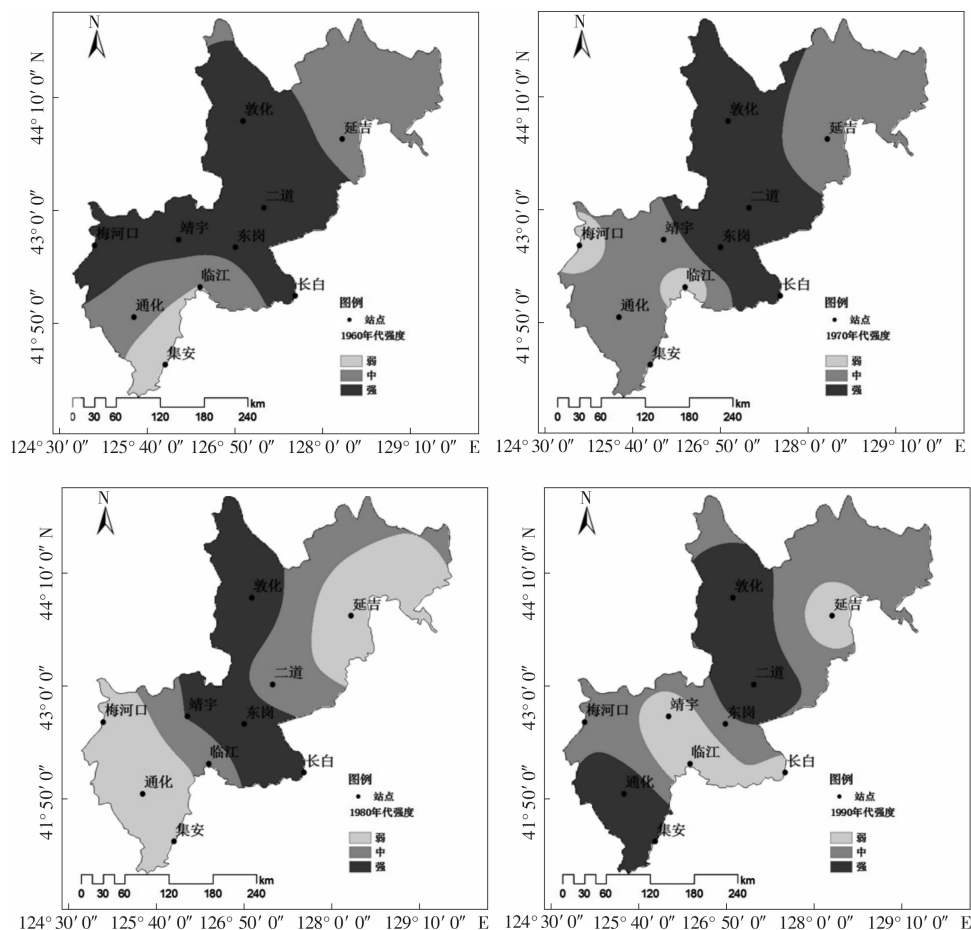 N
44° 10′ 0″ N
43° 0′ 0″
41° 50′ 0″
敦化
延吉
二道
靖宇
梅河口
东岗
临江
长白
通化
集安
图例
站点
1960年代强度
弱
中
强
km
0 30 60 120 180 240
124° 30′ 0″ 125° 40′ 0″ 126° 50′ 0″ 128° 0′ 0″ 129° 10′ 0″ E
N
44° 10′ 0″ N
43° 0′ 0″
41° 50′ 0″
敦化
延吉
二道
靖宇
梅河口
东岗
临江
长白
通化
集安
图例
站点
1970年代强度
弱
中
强
km
0 30 60 120 180 240
124° 30′ 0″ 125° 40′ 0″ 126° 50′ 0″ 128° 0′ 0″ 129° 10′ 0″ E
N
44° 10′ 0″ N
43° 0′ 0″
41° 50′ 0″
敦化
延吉
二道
靖宇
梅河口
东岗
临江
长白
通化
集安
图例
站点
1980年代强度
弱
中
强
km
0 30 60 120 180 240
124° 30′ 0″ 125° 40′ 0″ 126° 50′ 0″ 128° 0′ 0″ 129° 10′ 0″ E
N
44° 10′ 0″ N
43° 0′ 0″
41° 50′ 0″
敦化
延吉
二道
靖宇
梅河口
东岗
临江
长白
通化
集安
图例
站点
1990年代强度
弱
中
强
km
0 30 60 120 180 240
124° 30′ 0″ 125° 40′ 0″ 126° 50′ 0″ 128° 0′ 0″ 129° 10′ 0″ E